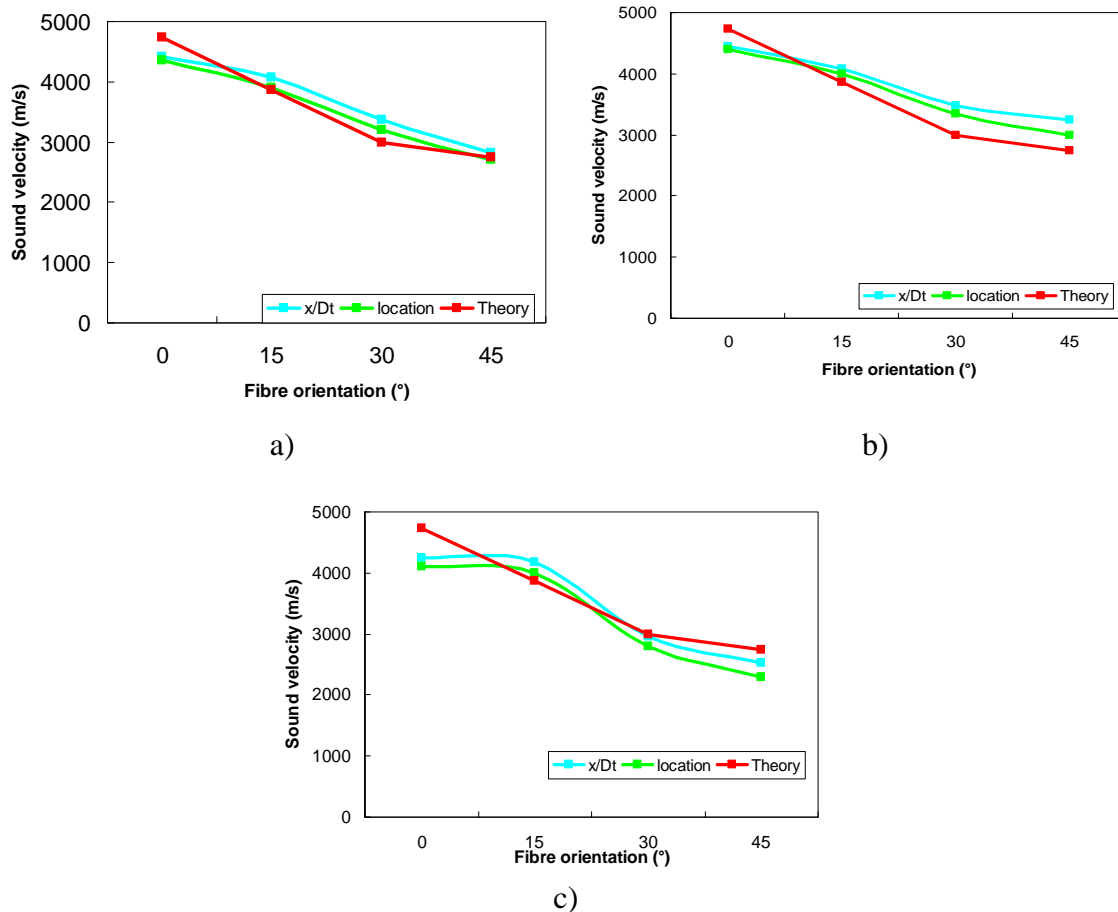 5000
4000
3000
2000
1000
0
Sound velocity (m/s)
x/Dt location Theory
0 15 30 45
Fibre orientation (°)
a)
5000
4000
3000
2000
1000
0
Sound velocity (m/s)
x/Dt location Theory
0 15 30 45
Fibre orientation (°)
b)
5000
4000
3000
2000
1000
0
Sound velocity (m/s)
x/Dt location Theory
0 15 30 45
Fibre orientation (°)
c)